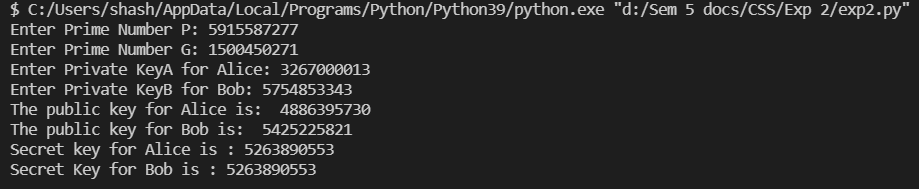 $ C:/Users/shash/AppData/Local/Programs/Python/Python39/python.exe "d:/Sem 5 docs/CSS/Exp 2/exp2.py"
Enter Prime Number P: 5915587277
Enter Prime Number G: 1500450271
Enter Private KeyA for Alice: 3267000013
Enter Private KeyB for Bob: 5754853343
The public key for Alice is:  4886395730
The public key for Bob is:  5425225821
Secret key for Alice is : 5263890553
Secret Key for Bob is : 5263890553